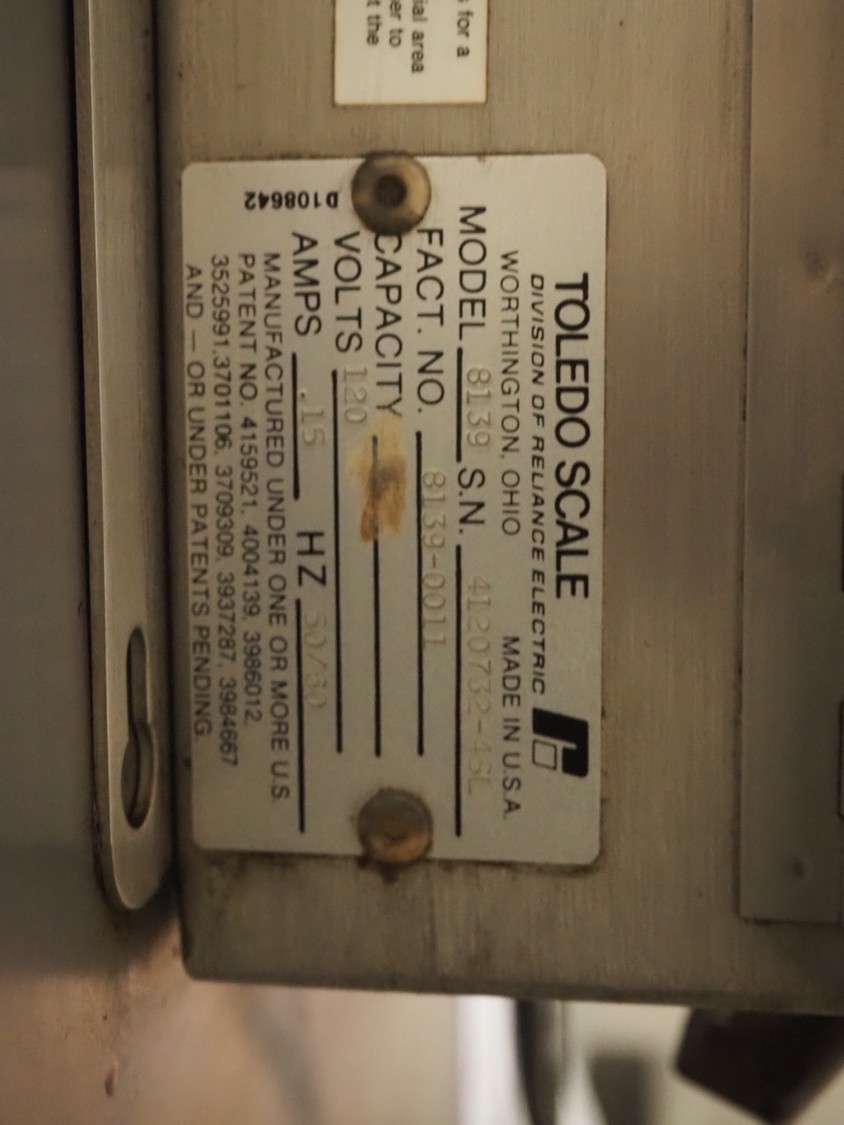 TOLEDO SCALE
DIVISION OF RELIANCE ELECTRIC
WORTHINGTON, OHIO MADE IN U.S.A.
MODEL 8139 S.N. 4120732-4SL
FACT. NO. 8139-0011
CAPACITY
VOLTS 120
AMPS .15 HZ 50/60
MANUFACTURED UNDER ONE OR MORE U.S.
PATENT NO. 4159521, 4004139, 3986012,
3525991,3701106, 3709309, 3937287, 3984667
AND — OR UNDER PATENTS PENDING.
D108642
for a
ial area
er to
t the